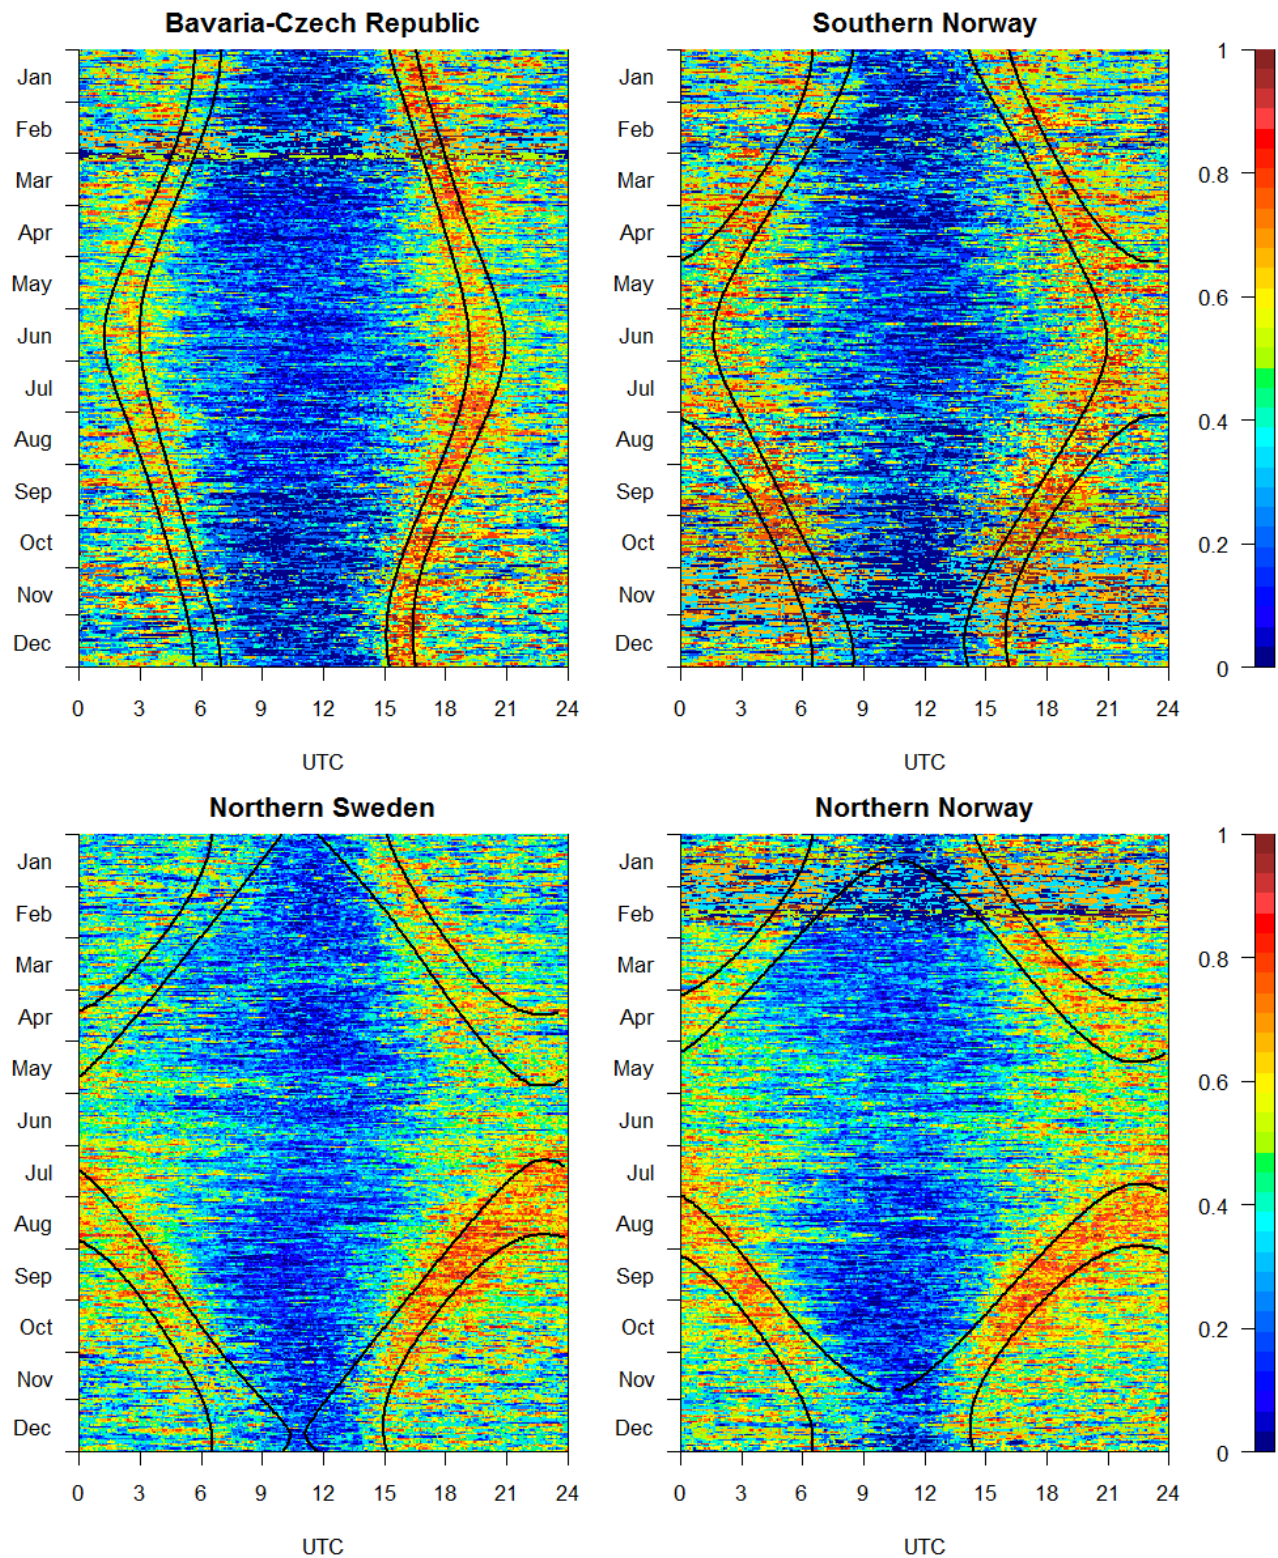 Bavaria-Czech Republic
Southern Norway
Jan
Feb
Mar
Apr
May
Jun
Jul
Aug
Sep
Oct
Nov
Dec
0 3 6 9 12 15 18 21 24
UTC
Jan
Feb
Mar
Apr
May
Jun
Jul
Aug
Sep
Oct
Nov
Dec
0 3 6 9 12 15 18 21 24
UTC
1
0.8
0.6
0.4
0.2
0
Northern Sweden
Northern Norway
Jan
Feb
Mar
Apr
May
Jun
Jul
Aug
Sep
Oct
Nov
Dec
0 3 6 9 12 15 18 21 24
UTC
Jan
Feb
Mar
Apr
May
Jun
Jul
Aug
Sep
Oct
Nov
Dec
0 3 6 9 12 15 18 21 24
UTC
1
0.8
0.6
0.4
0.2
0